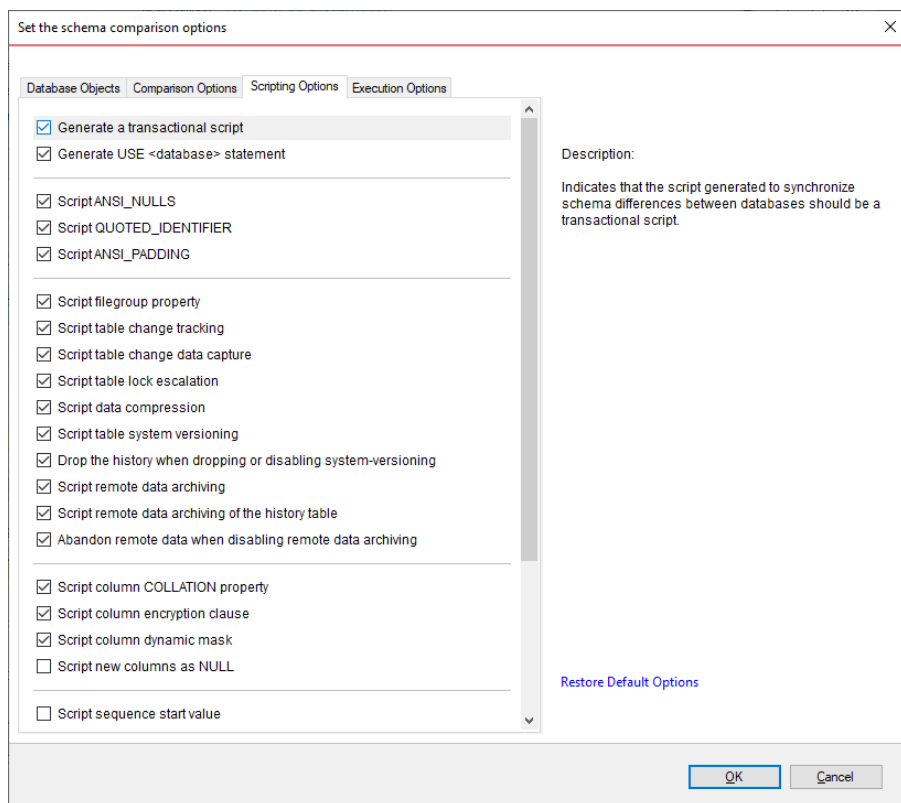 Set the schema comparison options
Database Objects Comparison Options Scripting Options Execution Options
Generate a transactional script
Generate USE <database> statement
Script ANSI_NULLS
Script QUOTED_IDENTIFIER
Script ANSI_PADDING
Script filegroup property
Script table change tracking
Script table change data capture
Script table lock escalation
Script data compression
Script table system versioning
Drop the history when dropping or disabling system-versioning
Script remote data archiving
Script remote data archiving of the history table
Abandon remote data when disabling remote data archiving
Script column COLLATION property
Script column encryption clause
Script column dynamic mask
Script new columns as NULL
Script sequence start value
Description:
Indicates that the script generated to synchronize
schema differences between databases should be a
transactional script.
Restore Default Options
OK Cancel